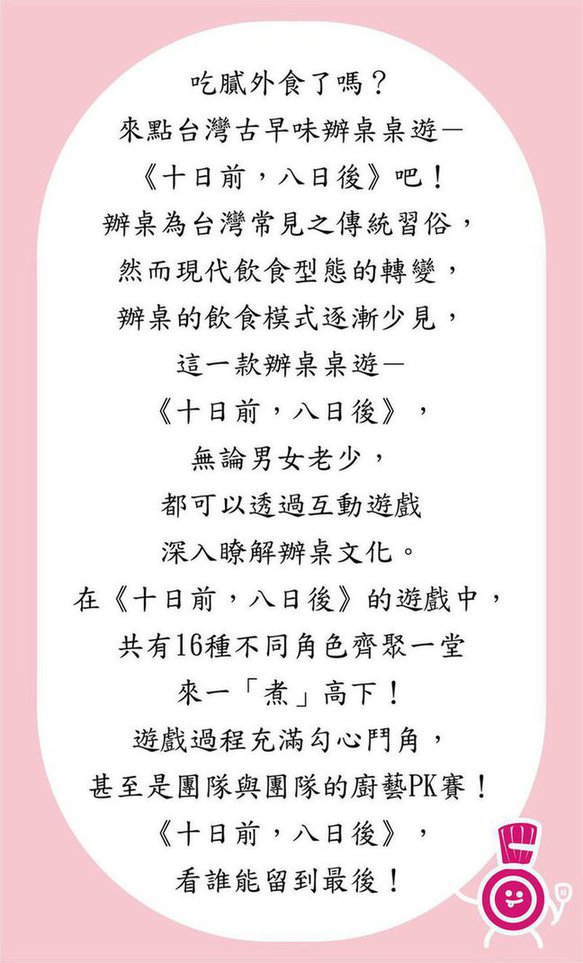 吃膩外食了嗎？
來點台灣古早味辦桌桌遊－
《十日前，八日後》吧！
辦桌為台灣常見之傳統習俗，
然而現代飲食型態的轉變，
辦桌的飲食模式逐漸少見，
這一款辦桌桌遊－
《十日前，八日後》，
無論男女老少，
都可以透過互動遊戲
深入瞭解辦桌文化。
在《十日前，八日後》的遊戲中，
共有16種不同角色齊聚一堂
來一「煮」高下！
遊戲過程充滿勾心鬥角，
甚至是團隊與團隊的廚藝PK賽！
《十日前，八日後》，
看誰能留到最後！